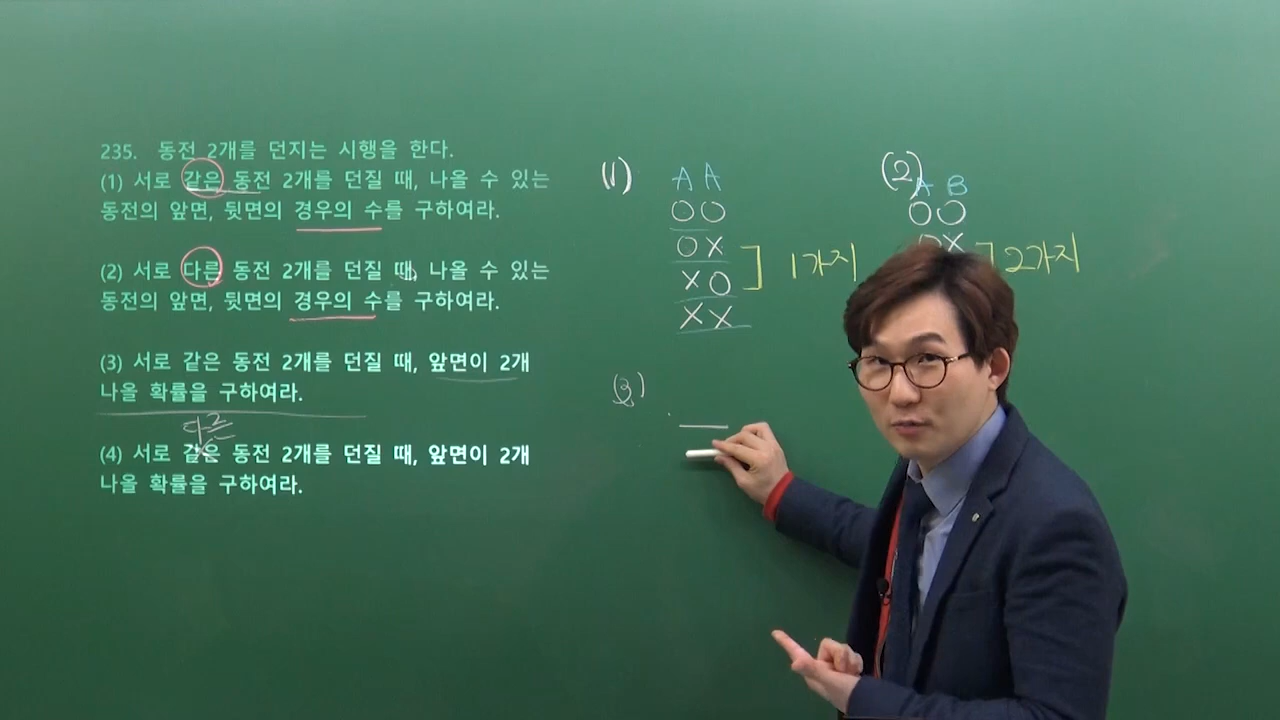 235. 동전 2개를 던지는 시행을 한다.
(1) 서로 같은 동전 2개를 던질 때, 나올 수 있는
동전의 앞면, 뒷면의 경우의 수를 구하여라.
(2) 서로 다른 동전 2개를 던질 때, 나올 수 있는
동전의 앞면, 뒷면의 경우의 수를 구하여라.
(3) 서로 같은 동전 2개를 던질 때, 앞면이 2개
나올 확률을 구하여라.
다른
(4) 서로 같은 동전 2개를 던질 때, 앞면이 2개
나올 확률을 구하여라.
(1) A A
O O
O X
X O
X X
] 1가지
(2) A B
O O
X
] 2가지
(3)